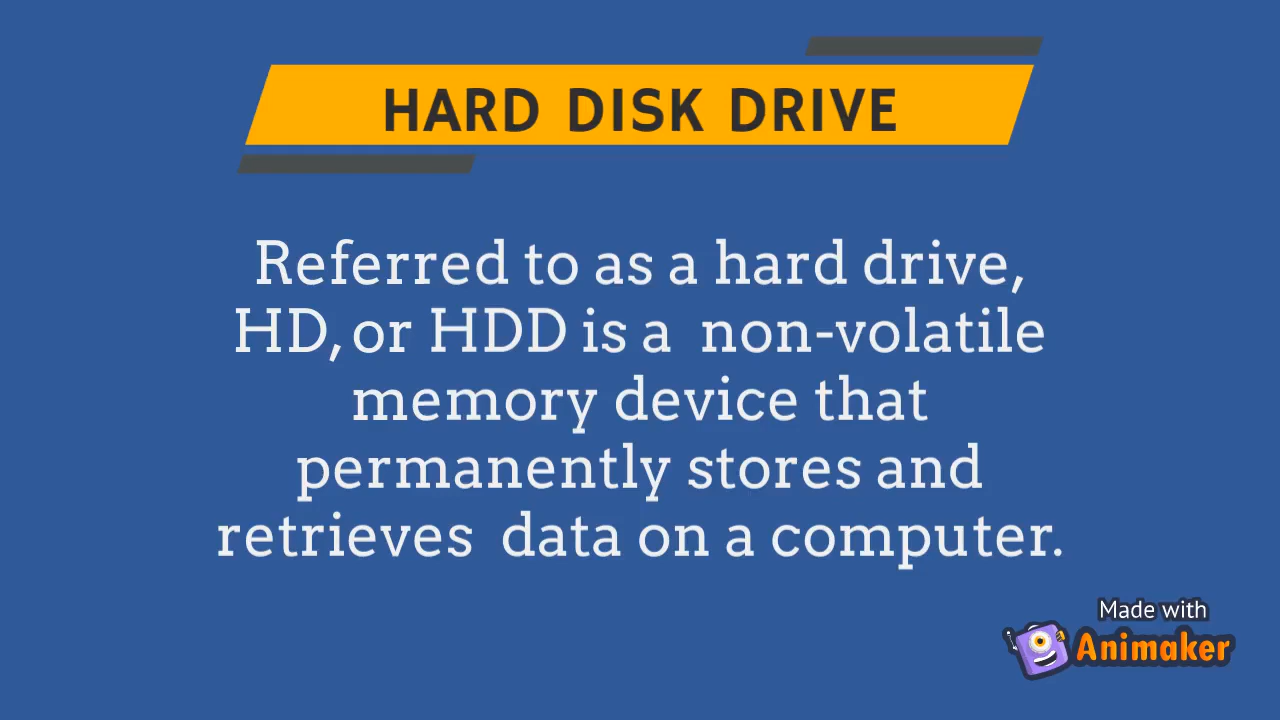 HARD DISK DRIVE
Referred to as a hard drive,
HD, or HDD is a non-volatile
memory device that
permanently stores and
retrieves data on a computer.
Made with
Animaker